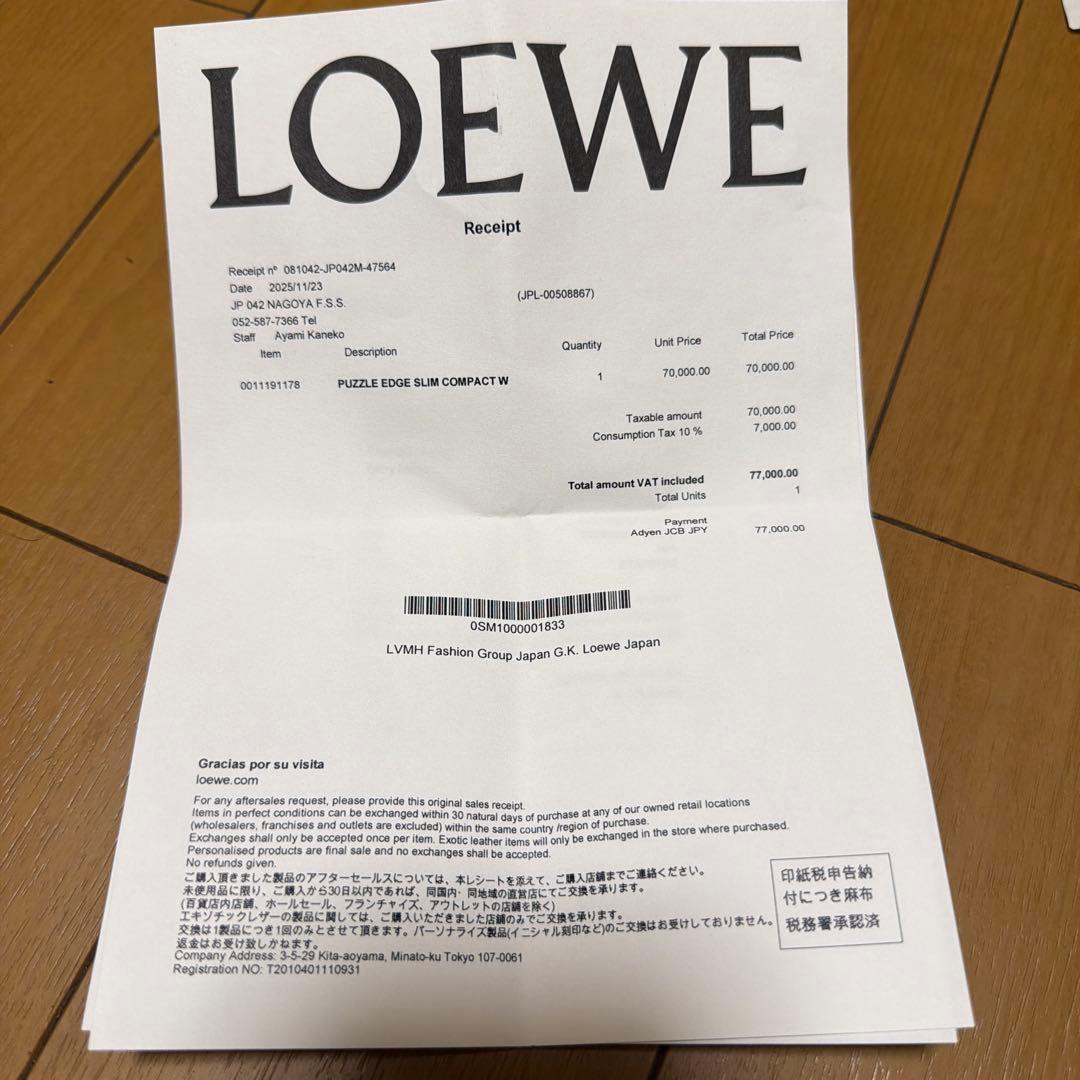 LOEWE
Receipt
Receipt nº 081042-JP042M-47564
Date 2025/11/23
JP 042 NAGOYA F.S.S. (JPL-00508867)
052-587-7366 Tel
Staff Ayami Kaneko
Item Description Quantity Unit Price Total Price
0011191178 PUZZLE EDGE SLIM COMPACT W 1 70,000.00 70,000.00
Taxable amount 70,000.00
Consumption Tax 10 % 7,000.00
Total amount VAT included 77,000.00
Total Units 1
Payment
Adyen JCB JPY 77,000.00
0SM1000001833
LVMH Fashion Group Japan G.K. Loewe Japan
Gracias por su visita
loewe.com
For any aftersales request, please provide this original sales receipt.
Items in perfect conditions can be exchanged within 30 natural days of purchase at any of our owned retail locations
(wholesalers, franchises and outlets are excluded) within the same country /region of purchase.
Exchanges shall only be accepted once per item. Exotic leather items will only be exchanged in the store where purchased.
Personalised products are final sale and no exchanges shall be accepted.
No refunds given.
ご購入頂きました製品のアフターセールスについては、本レシートを添えて、ご購入店舗までご連絡ください。
未使用品に限り、ご購入から30日以内であれば、同国内・同地域の直営店にてご交換を承ります。
(百貨店内店舗、ホールセール、フランチャイズ、アウトレットの店舗を除く)
エキゾチックレザーの製品に関しては、ご購入いただきました店舗のみでご交換を承ります。
交換は1製品につき1回のみとさせて頂きます。パーソナライズ製品(イニシャル刻印など)のご交換はお受けしておりません。
返金はお受け致しかねます。
Company Address: 3-5-29 Kita-aoyama, Minato-ku Tokyo 107-0061
Registration NO: T2010401110931
印紙税申告納
付につき麻布
税務署承認済